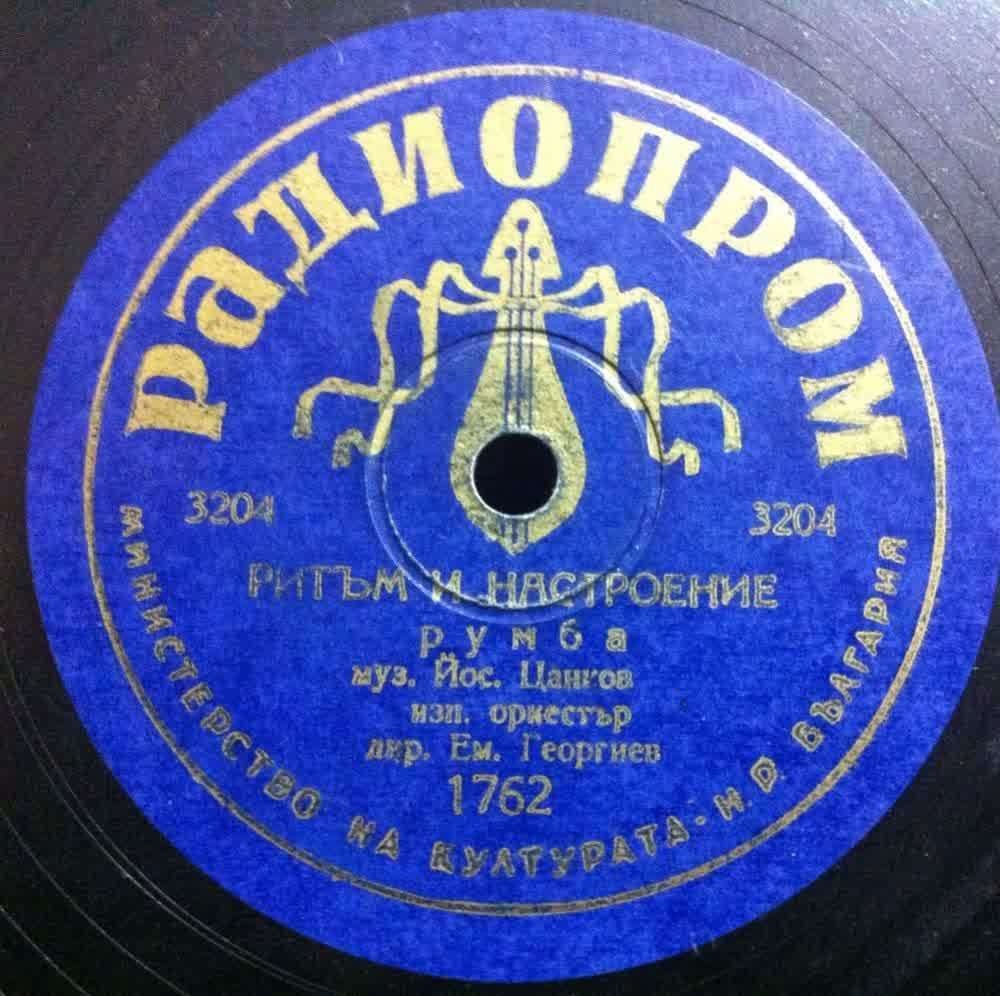 РАДИОПРОМ
3204 3204
РИТЪМ И НАСТРОЕНИЕ
румба
муз. Йос. Цанков
изп. оркестър
дир. Ем. Георгиев
1762
МИНИСТЕРСТВО НА КУЛТУРАТА - Н.Р. БЪЛГАРИЯ